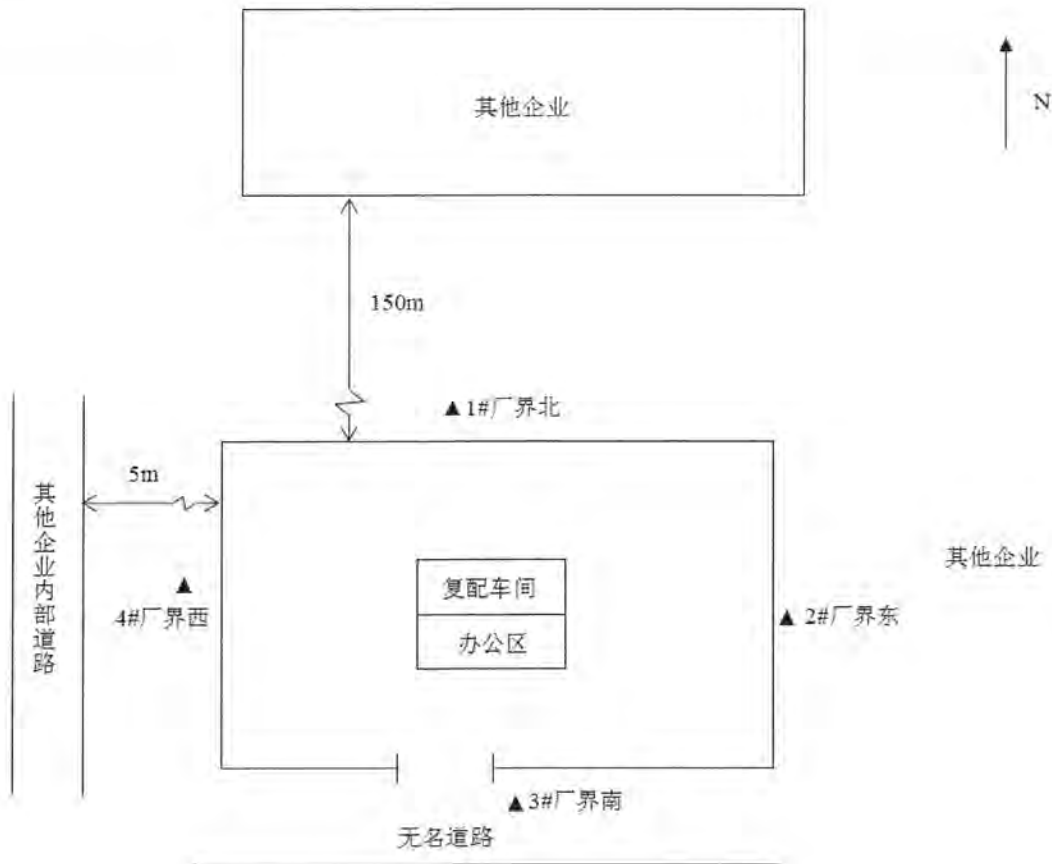 其他企业
N
150m
▲1#厂界北
5m
其他企业内部道路
其他企业
复配车间
▲
4#厂界西
▲ 2#厂界东
办公区
▲3#厂界南
无名道路